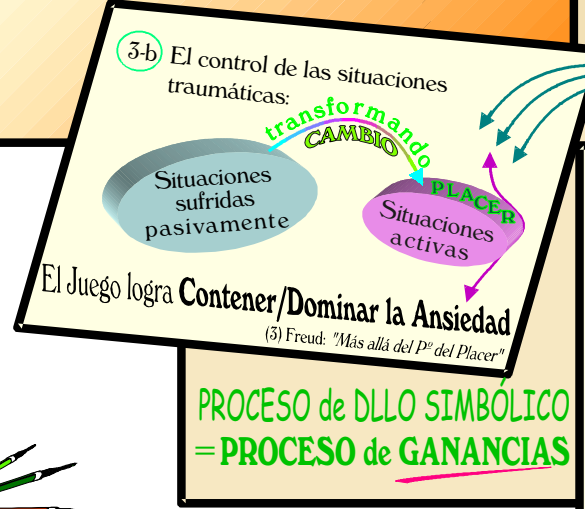 3-b El control de las situaciones
traumáticas:
transformando
CAMBIO
Situaciones
sufridas
pasivamente
PLACER
Situaciones
activas
El Juego logra Contener/Dominar la Ansiedad
(3) Freud: "Más allá del Pº del Placer"
PROCESO de DLLO SIMBÓLICO
= PROCESO de GANANCIAS